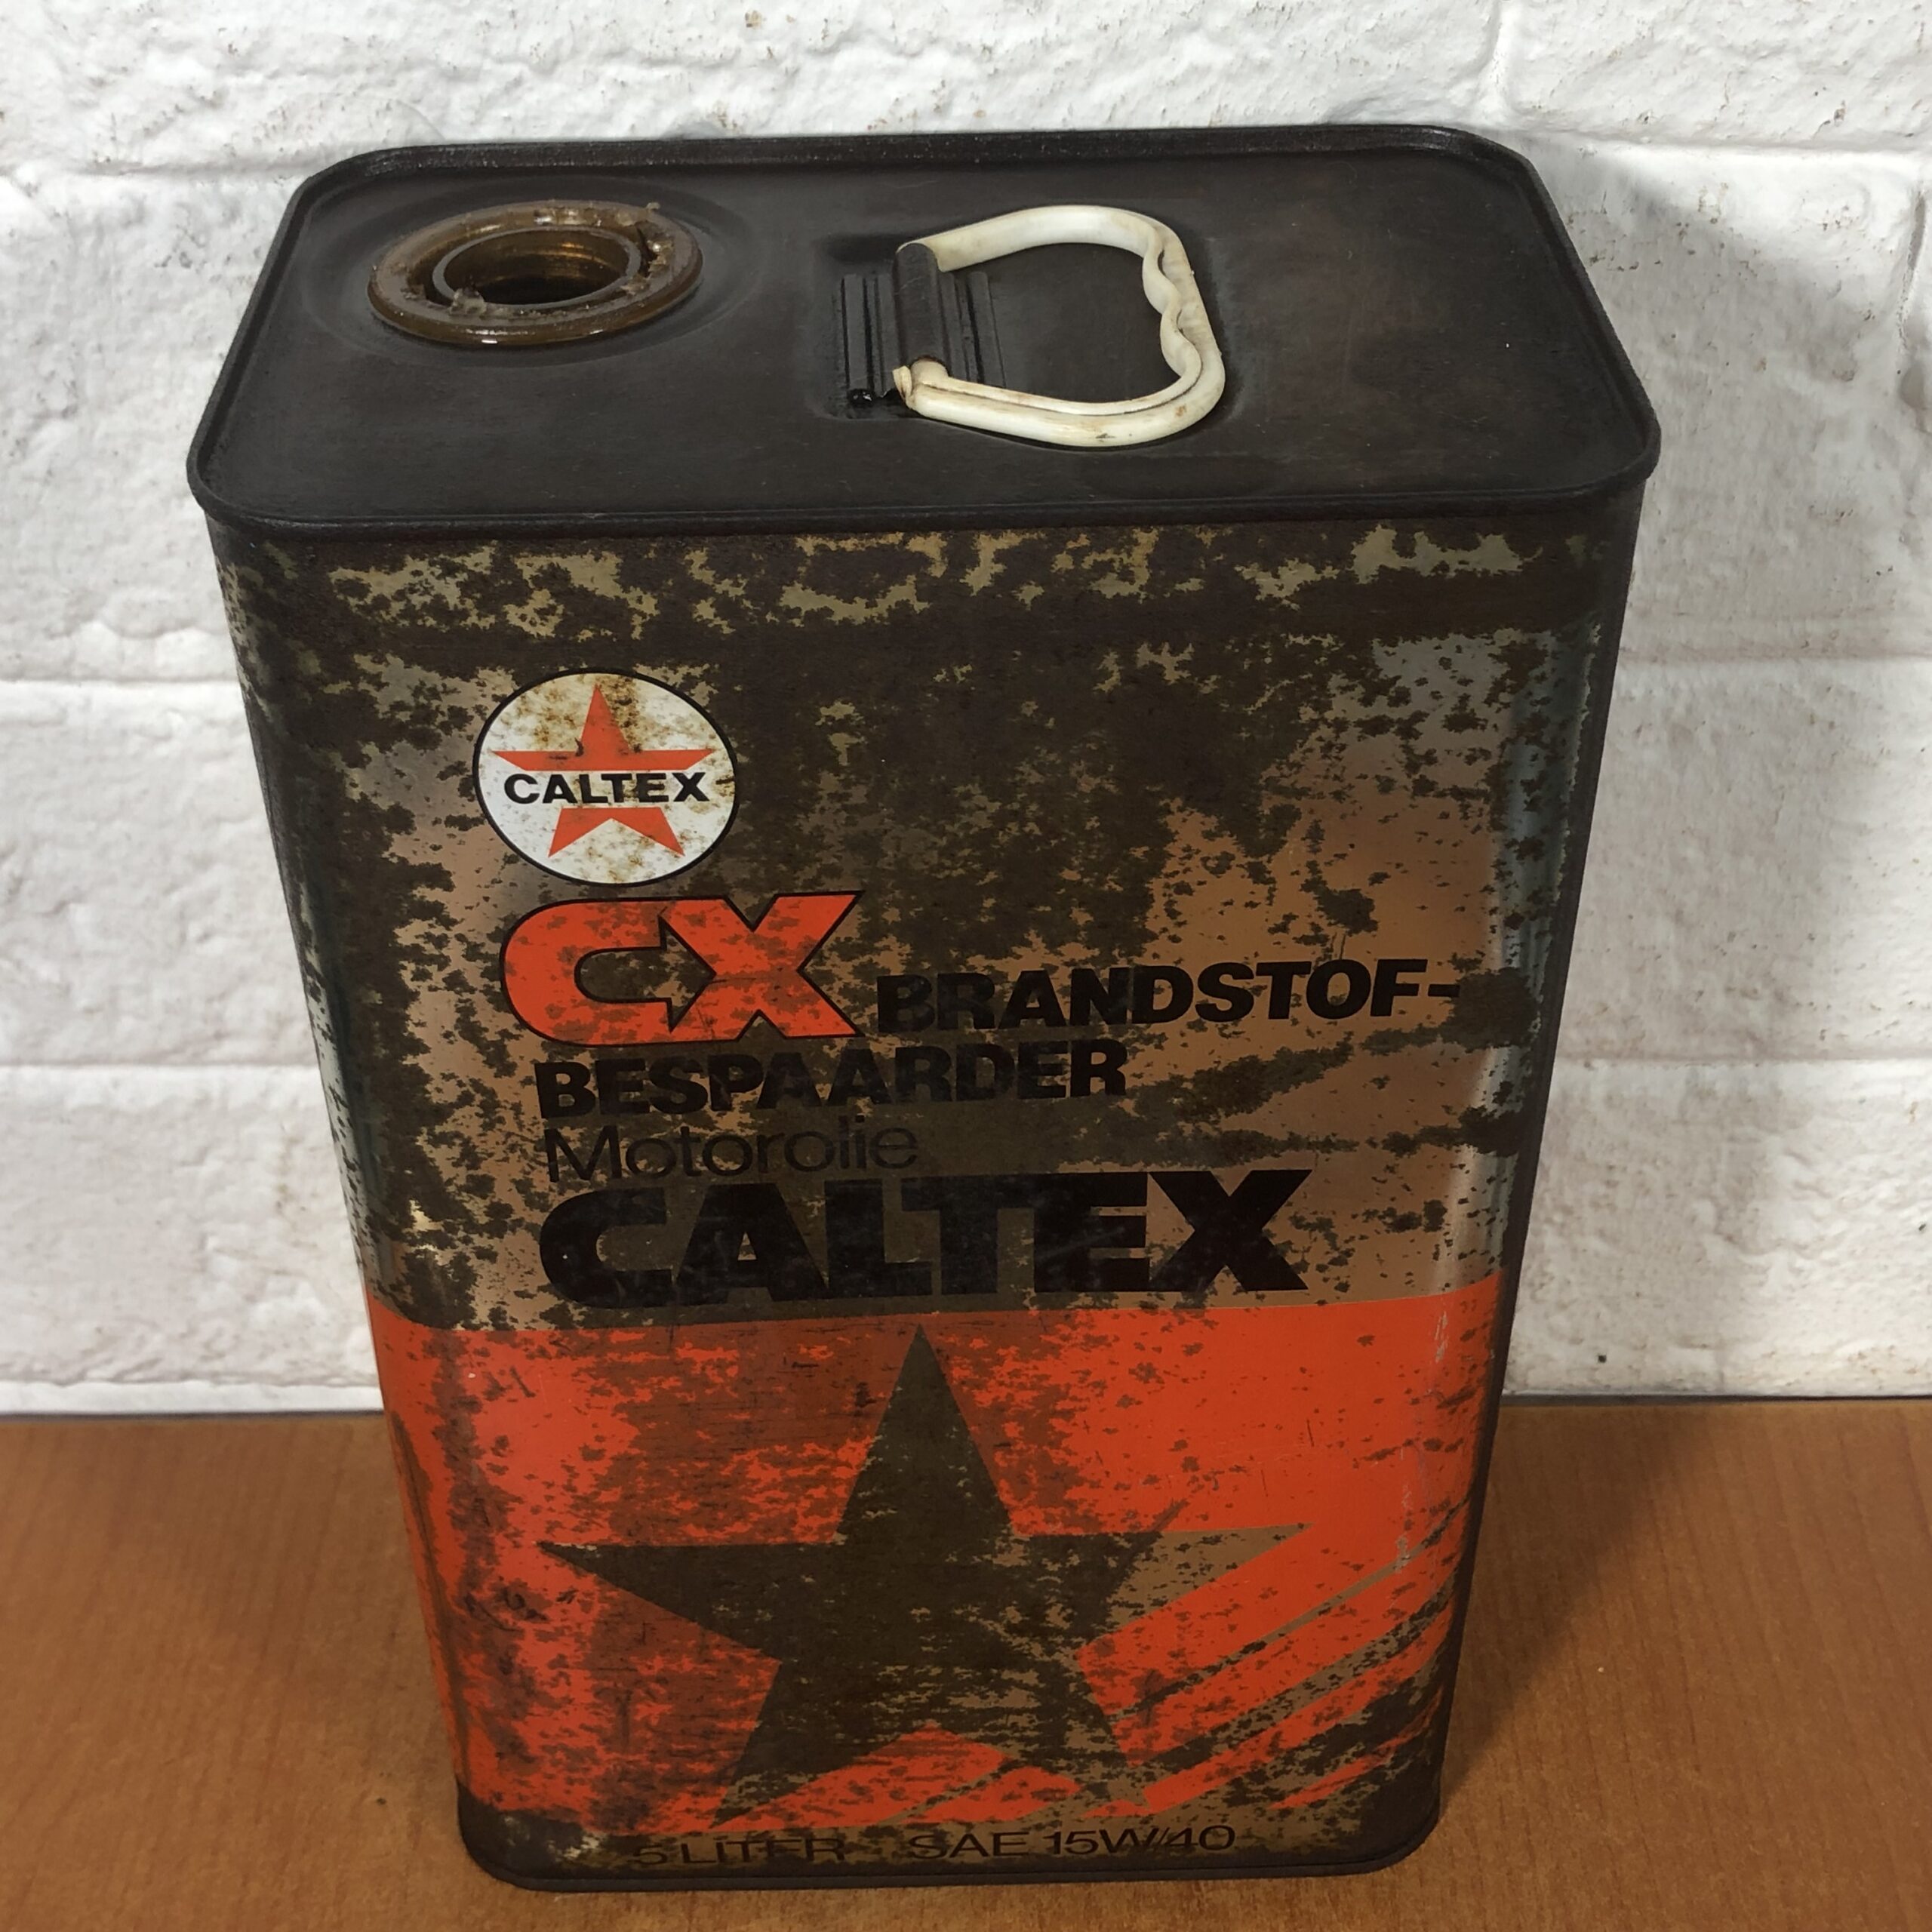 CALTEX
CX BRANDSTOF-
BESPAARDER
Motorolie
CALTEX
5 LITER SAE 15W/40